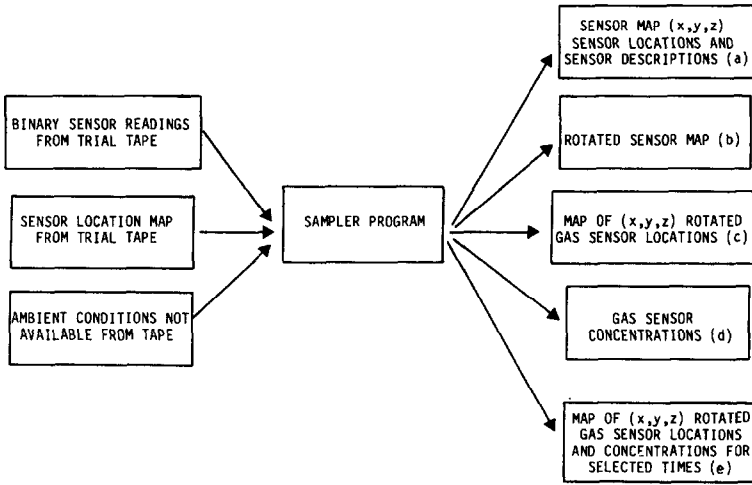 BINARY SENSOR READINGS
FROM TRIAL TAPE
SENSOR LOCATION MAP
FROM TRIAL TAPE
AMBIENT CONDITIONS NOT
AVAILABLE FROM TAPE
SAMPLER PROGRAM
SENSOR MAP (x,y,z)
SENSOR LOCATIONS AND
SENSOR DESCRIPTIONS (a)
ROTATED SENSOR MAP (b)
MAP OF (x,y,z) ROTATED
GAS SENSOR LOCATIONS (c)
GAS SENSOR
CONCENTRATIONS (d)
MAP OF (x,y,z) ROTATED
GAS SENSOR LOCATIONS
AND CONCENTRATIONS FOR
SELECTED TIMES (e)